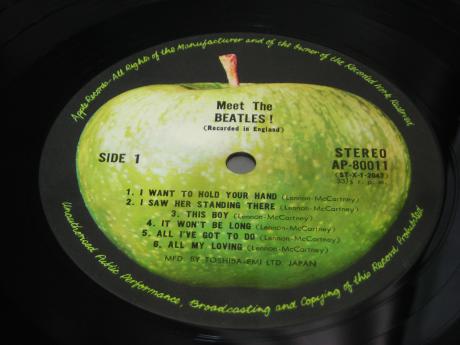 Apple Records-All Rights of the Manufacturer and of the Owner of the Recorded Work Reserved
Meet The
BEATLES!
(Recorded in England)
SIDE 1
STEREO
AP-80011
(ST-X-1-2047)
33⅓ r.p.m.
1. I WANT TO HOLD YOUR HAND (Lennon-McCartney)
2. I SAW HER STANDING THERE (Lennon-McCartney)
3. THIS BOY (Lennon-McCartney)
4. IT WON'T BE LONG (Lennon-McCartney)
5. ALL I'VE GOT TO DO (Lennon-McCartney)
6. ALL MY LOVING (Lennon-McCartney)
MFD. BY TOSHIBA-EMI LTD. JAPAN
Unauthorised Public Performance, Broadcasting and Copying of this Record Prohibited